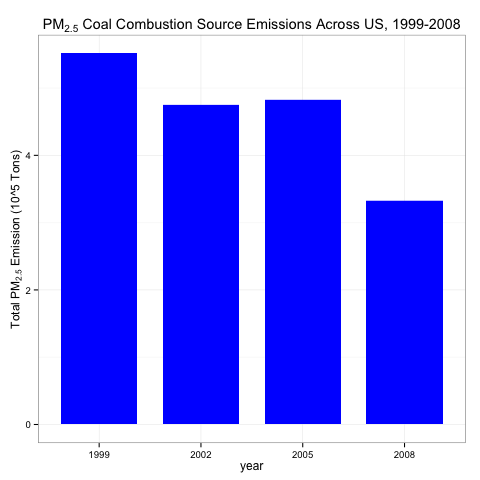 PM2.5 Coal Combustion Source Emissions Across US, 1999-2008
Total PM2.5 Emission (10^5 Tons)
4
2
0
1999 2002 2005 2008
year